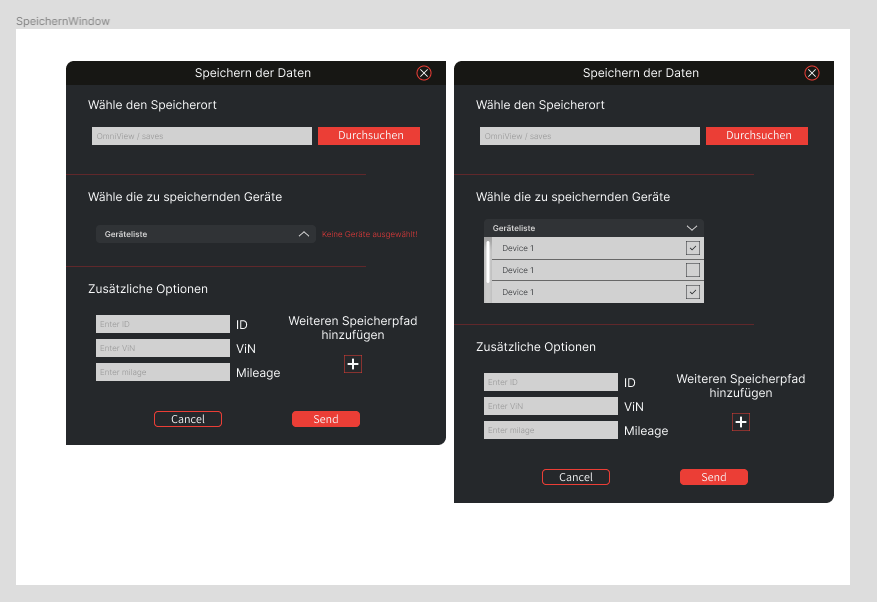 SpeichernWindow
Speichern der Daten
Wähle den Speicherort
OmniView / saves
Durchsuchen
Wähle die zu speichernden Geräte
Geräteliste
Keine Geräte ausgewählt!
Zusätzliche Optionen
Enter ID
ID
Enter ViN
ViN
Enter milage
Mileage
Weiteren Speicherpfad
hinzufügen
Cancel
Send
Speichern der Daten
Wähle den Speicherort
OmniView / saves
Durchsuchen
Wähle die zu speichernden Geräte
Geräteliste
Device 1
Device 1
Device 1
Zusätzliche Optionen
Enter ID
ID
Enter VIN
ViN
Enter milage
Mileage
Weiteren Speicherpfad
hinzufügen
Cancel
Send